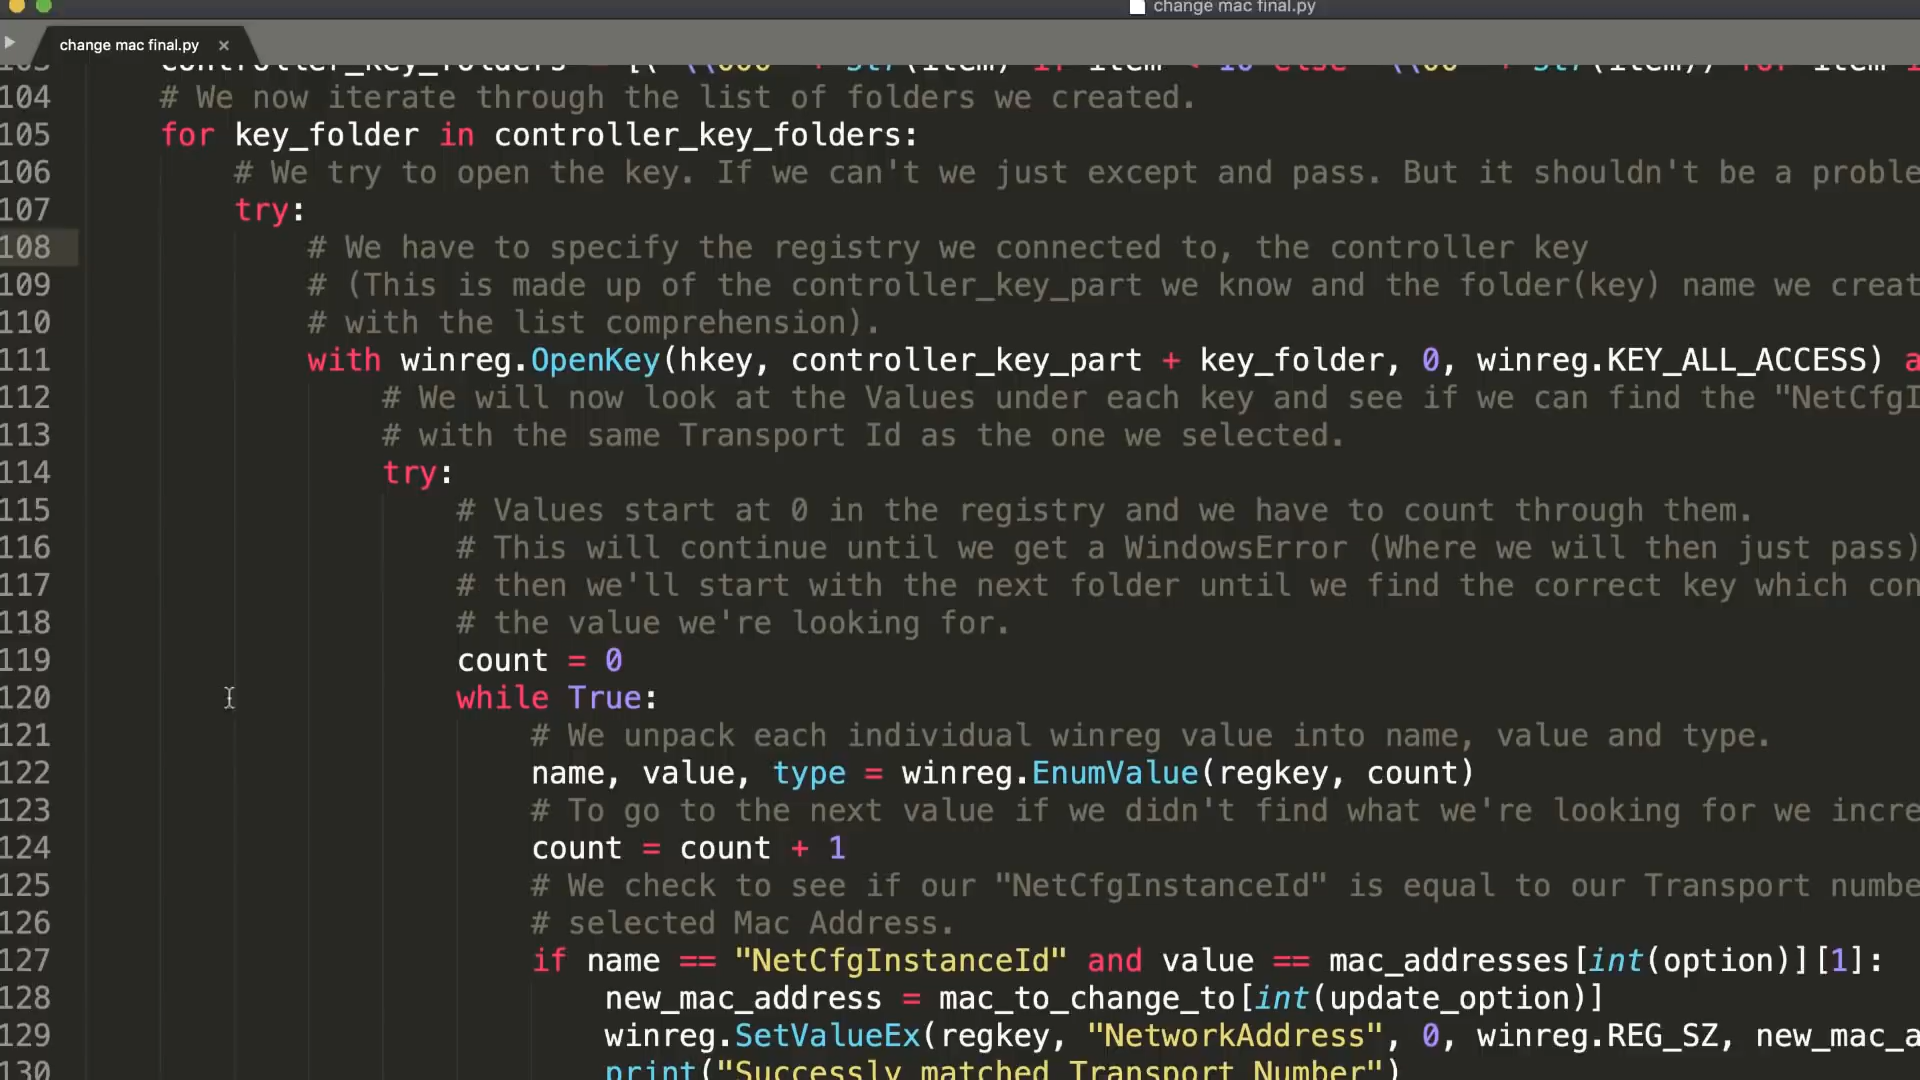 change mac final.py
change mac final.py ×
104 # We now iterate through the list of folders we created.
105 for key_folder in controller_key_folders:
106 # We try to open the key. If we can't we just except and pass. But it shouldn't be a proble
107 try:
108 # We have to specify the registry we connected to, the controller key
109 # (This is made up of the controller_key_part we know and the folder(key) name we creat
110 # with the list comprehension).
111 with winreg.OpenKey(hkey, controller_key_part + key_folder, 0, winreg.KEY_ALL_ACCESS) a
112 # We will now look at the Values under each key and see if we can find the "NetCfgI
113 # with the same Transport Id as the one we selected.
114 try:
115 # Values start at 0 in the registry and we have to count through them.
116 # This will continue until we get a WindowsError (Where we will then just pass)
117 # then we'll start with the next folder until we find the correct key which con
118 # the value we're looking for.
119 count = 0
120 while True:
121 # We unpack each individual winreg value into name, value and type.
122 name, value, type = winreg.EnumValue(regkey, count)
123 # To go to the next value if we didn't find what we're looking for we incre
124 count = count + 1
125 # We check to see if our "NetCfgInstanceId" is equal to our Transport numbe
126 # selected Mac Address.
127 if name == "NetCfgInstanceId" and value == mac_addresses[int(option)][1]:
128 new_mac_address = mac_to_change_to[int(update_option)]
129 winreg.SetValueEx(regkey, "NetworkAddress", 0, winreg.REG_SZ, new_mac_a
130 print("Successly matched Transport Number")